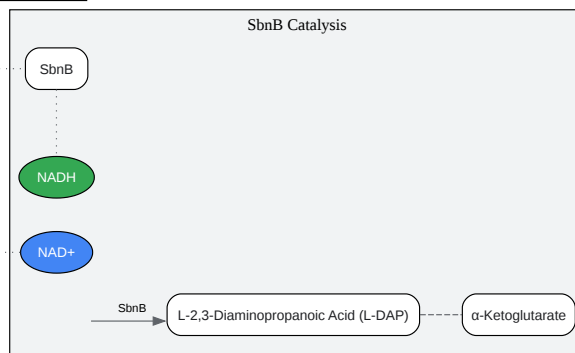 SbnB Catalysis
SbnB
NADH
NAD+
SbnB
L-2,3-Diaminopropanoic Acid (L-DAP)
α-Ketoglutarate